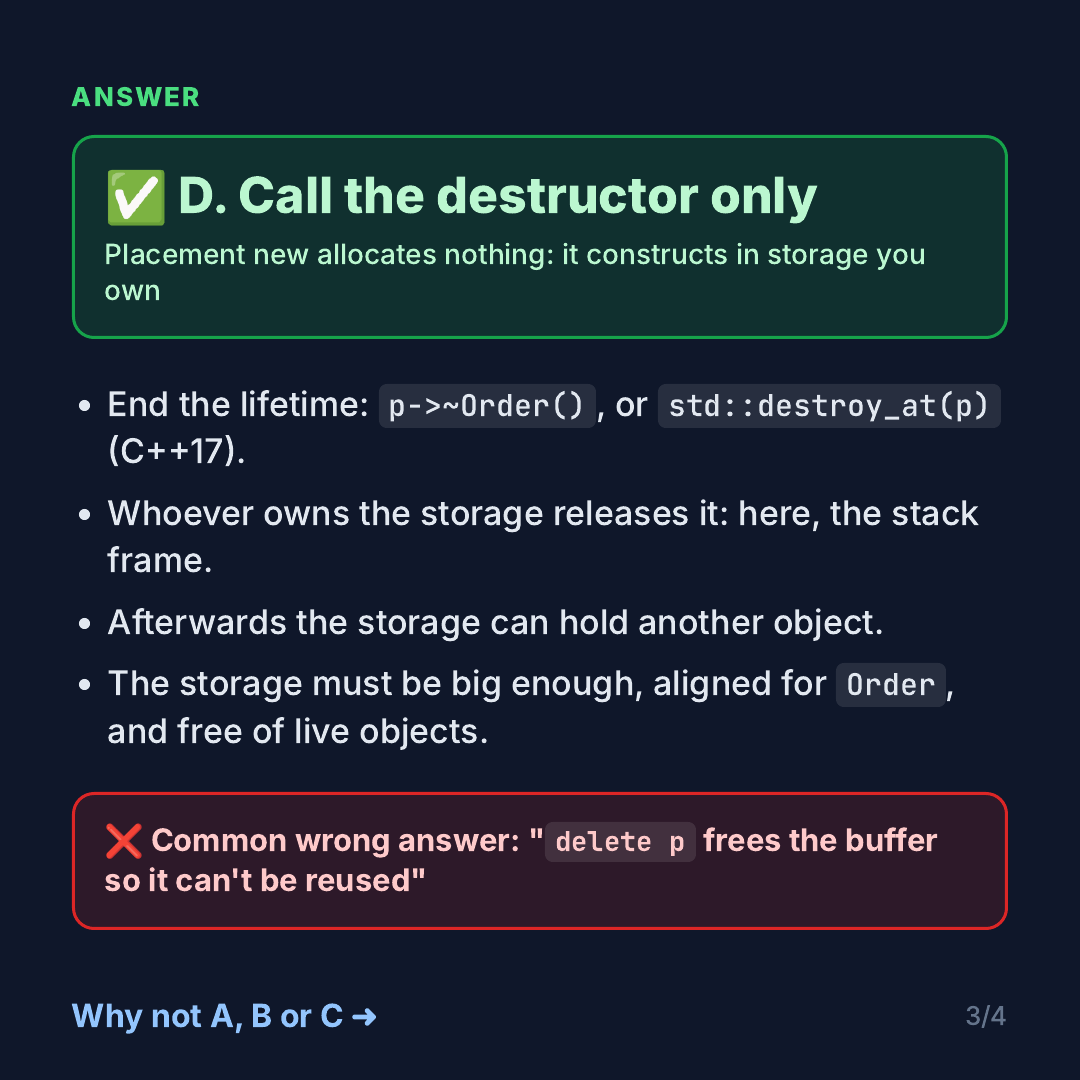 ANSWER
✅ D. Call the destructor only
Placement new allocates nothing: it constructs in storage you
own
• End the lifetime: p->~Order(), or std::destroy_at(p)
(C++17).
• Whoever owns the storage releases it: here, the stack
frame.
• Afterwards the storage can hold another object.
• The storage must be big enough, aligned for Order,
and free of live objects.
❌ Common wrong answer: "delete p frees the buffer
so it can't be reused"
Why not A, B or C ➜
3/4